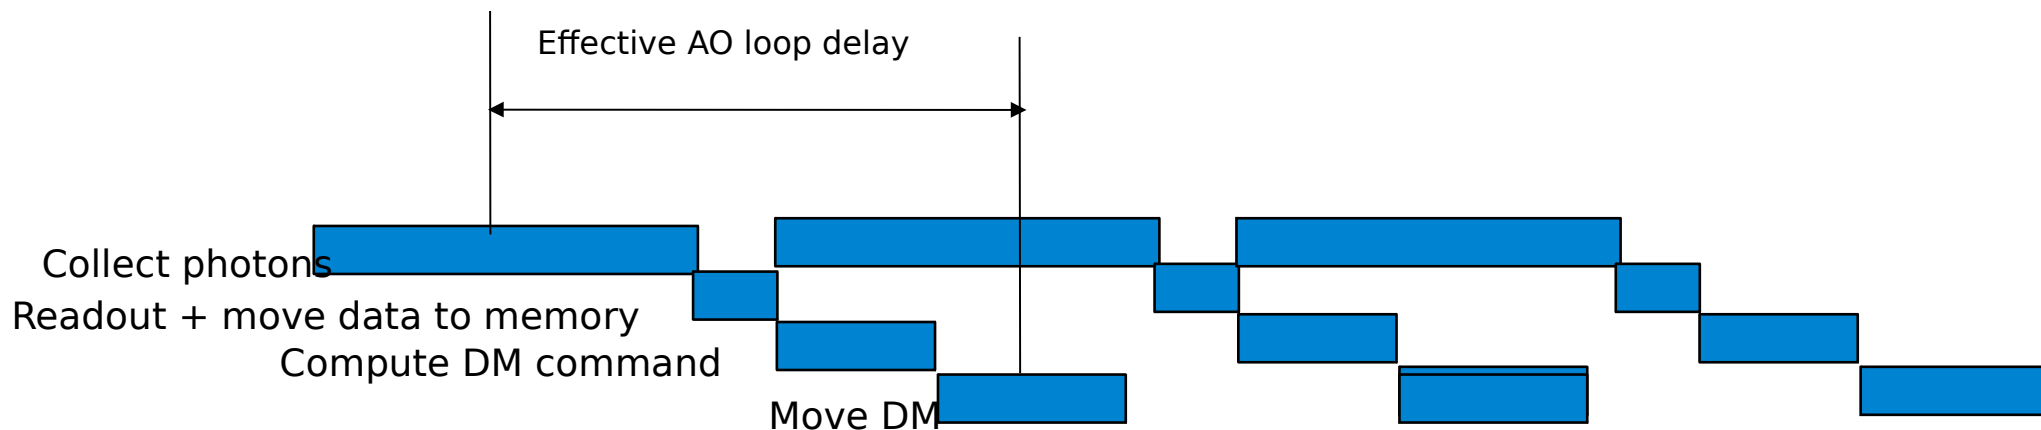 Effective AO loop delay
Collect photons
Readout + move data to memory
Compute DM command
Move DM